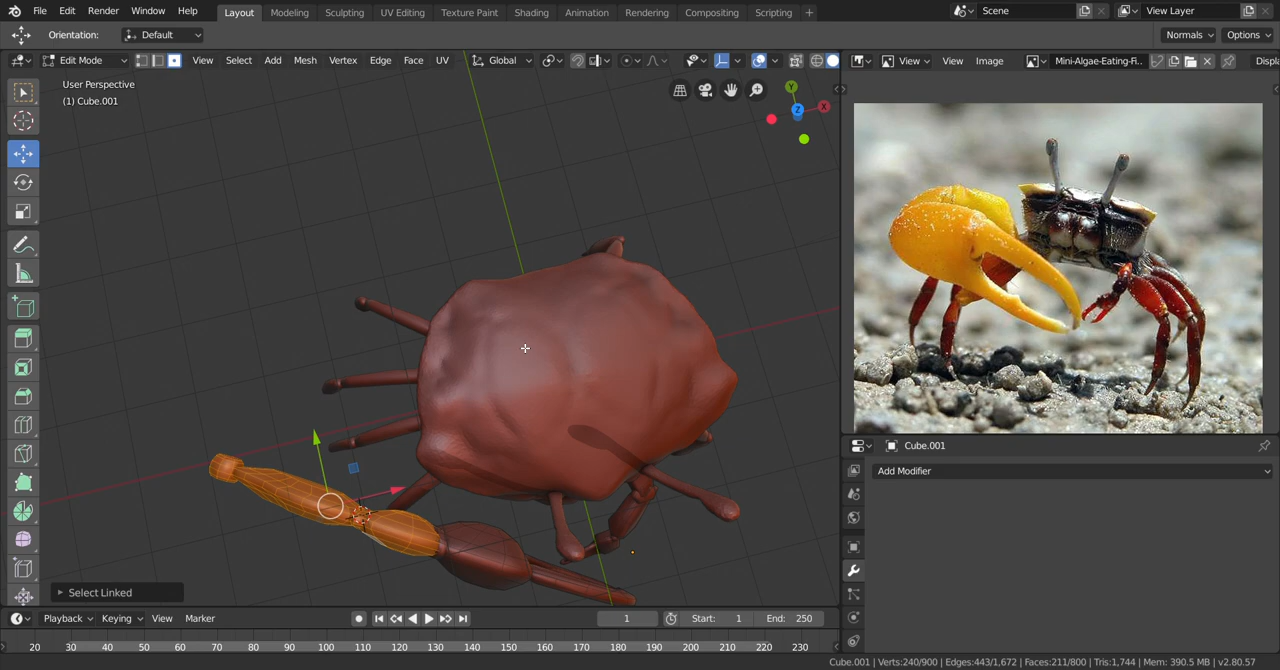 File Edit Render Window Help Layout Modeling Sculpting UV Editing Texture Paint Shading Animation Rendering Compositing Scripting + Scene View Layer
Orientation: Default Normals Options
Edit Mode View Select Add Mesh Vertex Edge Face UV Global View View Image Mini-Algae-Eating-Fi.. Displa
User Perspective
(1) Cube.001
Y
Z
X
Cube.001
Add Modifier
Select Linked
Playback Keying View Marker 1 Start: 1 End: 250
20 30 40 50 60 70 80 90 100 110 120 130 140 150 160 170 180 190 200 210 220 230
Cube.001 | Verts:240/900 | Edges:443/1,672 | Faces:211/800 | Tris:1,744 | Mem: 390.5 MB | v2.80.57